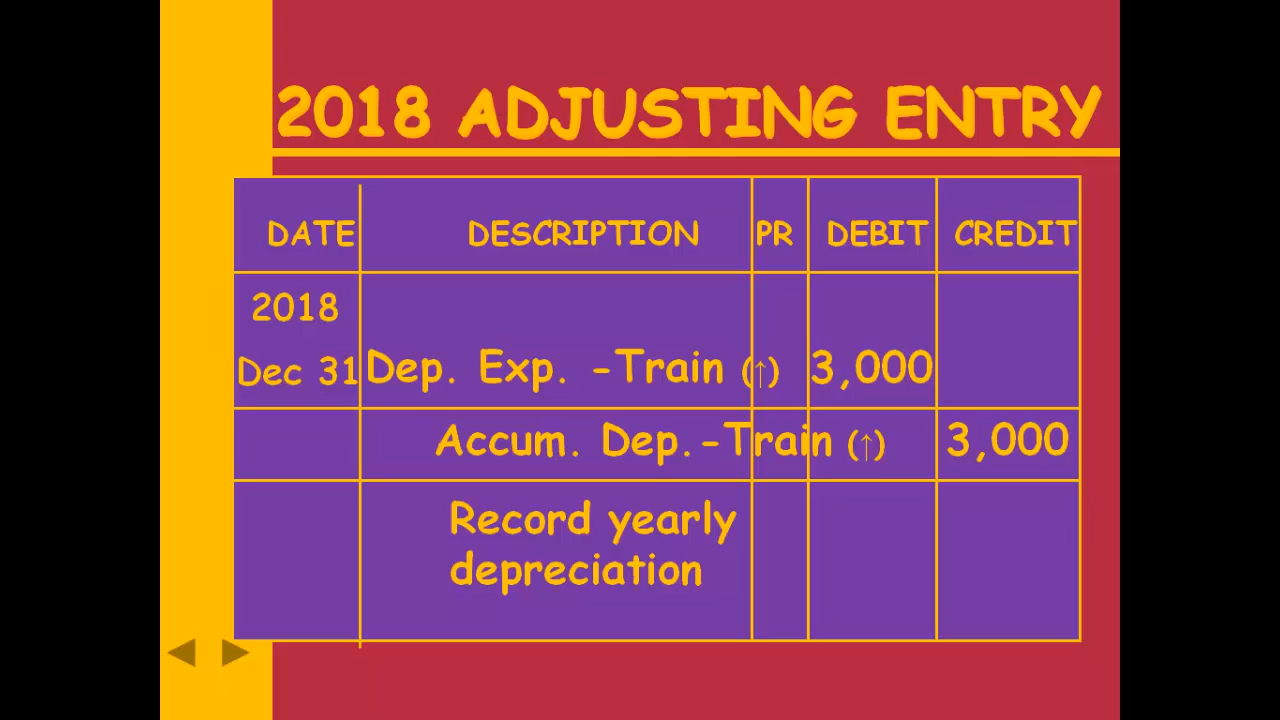 2018 ADJUSTING ENTRY
DATE DESCRIPTION PR DEBIT CREDIT
2018
Dec 31 Dep. Exp. -Train (↑) 3,000
Accum. Dep.-Train (↑) 3,000
Record yearly
depreciation